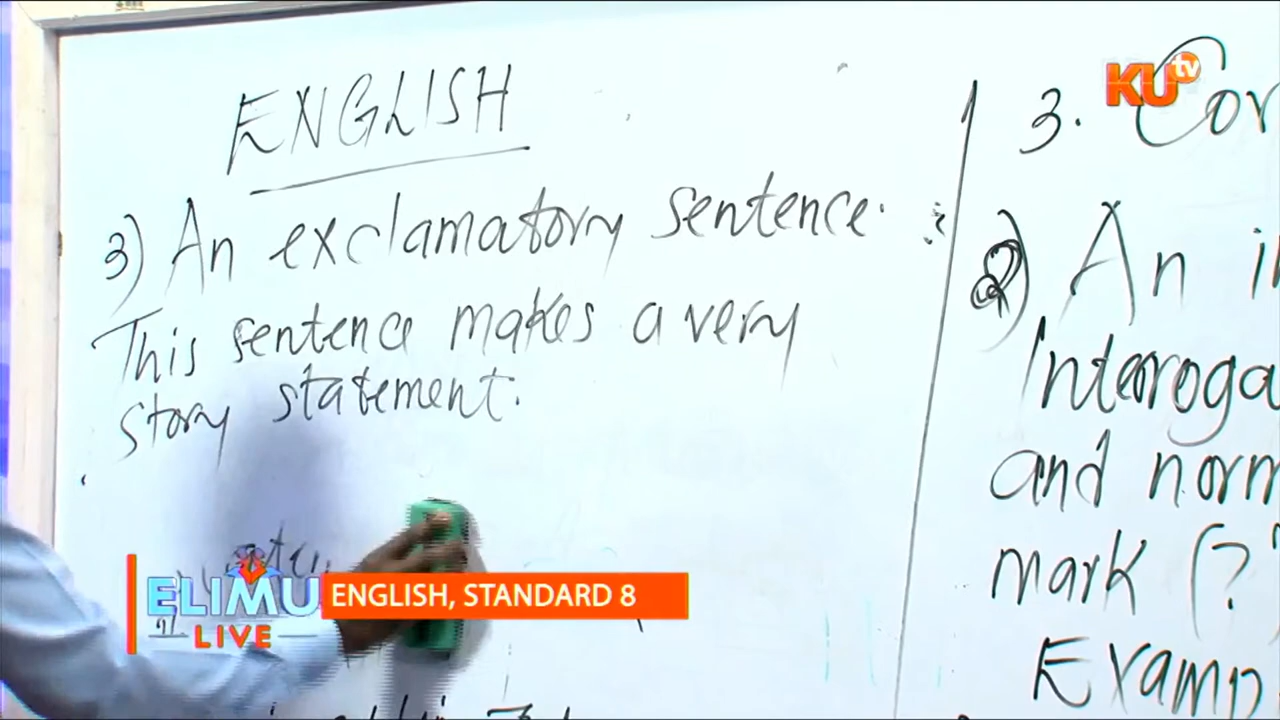 ENGLISH
3) An exclamatory sentence.
This sentence makes a very
story statement.
3. Cor
2) An i
Interoga
and norm
mark (?
Examp
KU tv
ELIMU
LIVE
ENGLISH, STANDARD 8